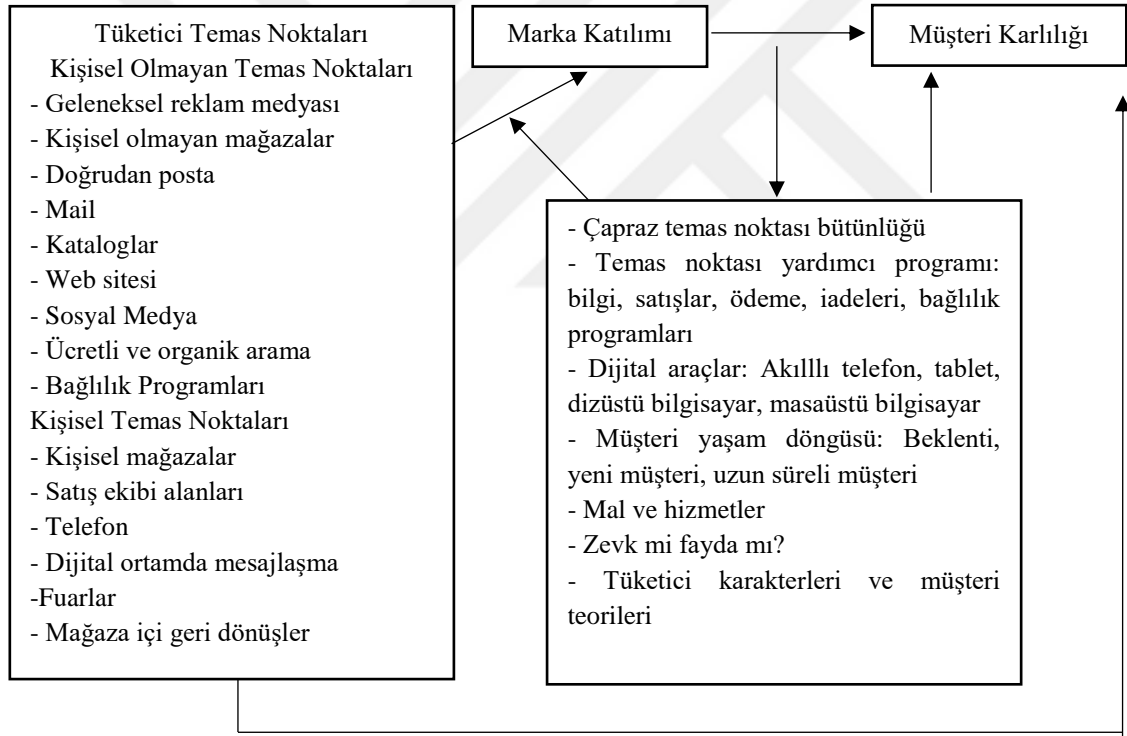 Tüketici Temas Noktaları
Kişisel Olmayan Temas Noktaları
- Geleneksel reklam medyası
- Kişisel olmayan mağazalar
- Doğrudan posta
- Mail
- Kataloglar
- Web sitesi
- Sosyal Medya
- Ücretli ve organik arama
- Bağlılık Programları
Kişisel Temas Noktaları
- Kişisel mağazalar
- Satış ekibi alanları
- Telefon
- Dijital ortamda mesajlaşma
-Fuarlar
- Mağaza içi geri dönüşler
Marka Katılımı
Müşteri Karlılığı
- Çapraz temas noktası bütünlüğü
- Temas noktası yardımcı programı:
bilgi, satışlar, ödeme, iadeleri, bağlılık
programları
- Dijital araçlar: Akılllı telefon, tablet,
dizüstü bilgisayar, masaüstü bilgisayar
- Müşteri yaşam döngüsü: Beklenti,
yeni müşteri, uzun süreli müşteri
- Mal ve hizmetler
- Zevk mi fayda mı?
- Tüketici karakterleri ve müşteri
teorileri